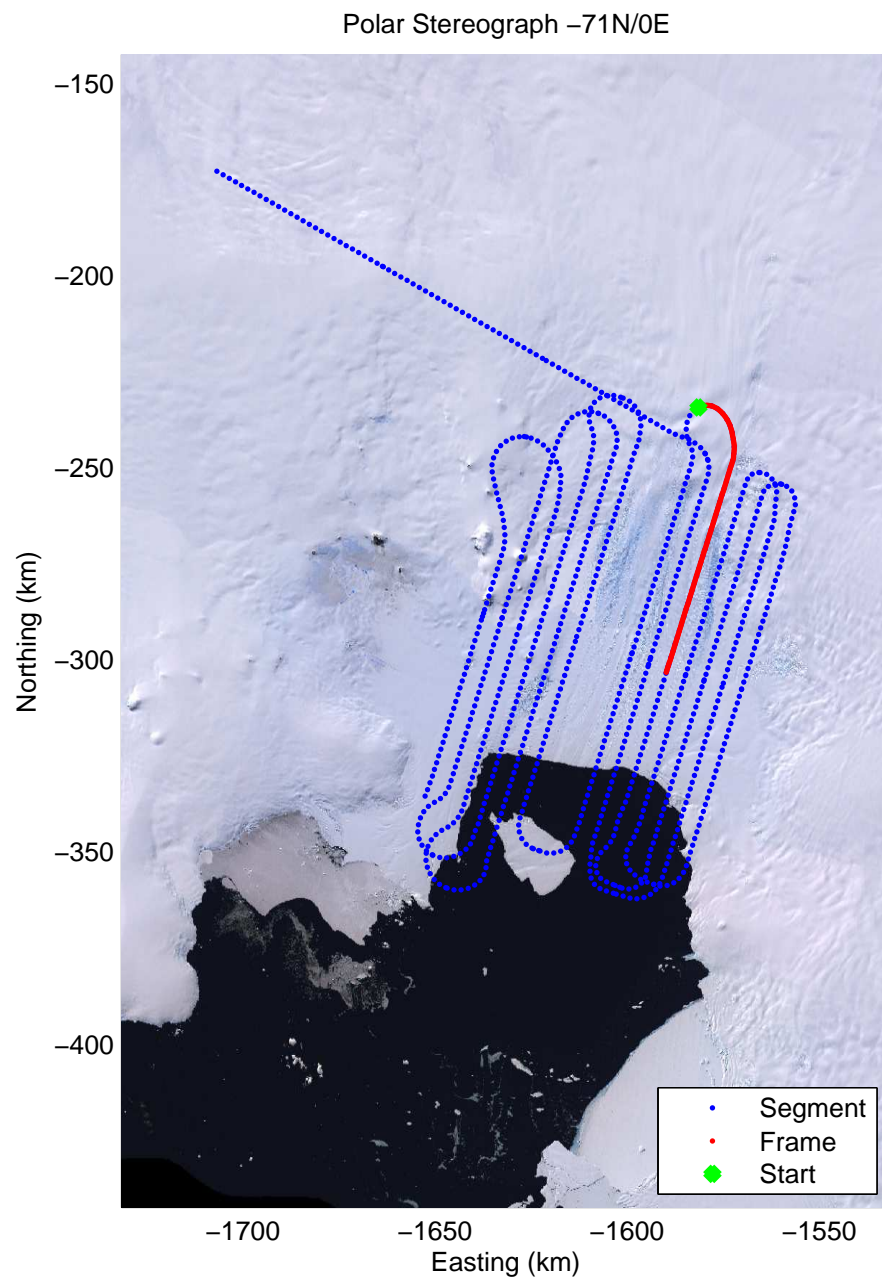 Polar Stereograph −71N/0E
−150
−200
−250
−300
−350
−400
Northing (km)
Segment
Frame
Start
−1700 −1650 −1600 −1550
Easting (km)